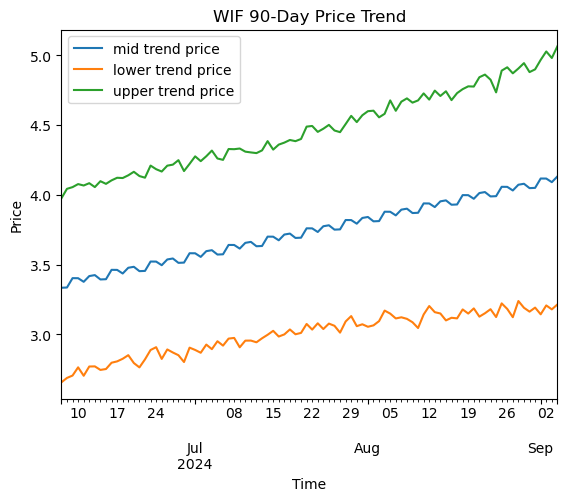 WIF 90-Day Price Trend
mid trend price
lower trend price
upper trend price
5.0
4.5
4.0
3.5
3.0
Price
10 17 24 08 15 22 29 05 12 19 26 02
Jul Aug Sep
2024
Time